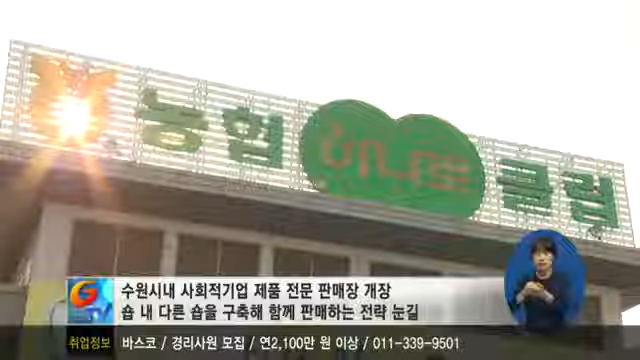 농협 하나로 클럽
수원시내 사회적기업 제품 전문 판매장 개장
숍 내 다른 숍을 구축해 함께 판매하는 전략 눈길
G TV
취업정보 바스코 / 경리사원 모집 / 연2,100만 원 이상 / 011-339-9501